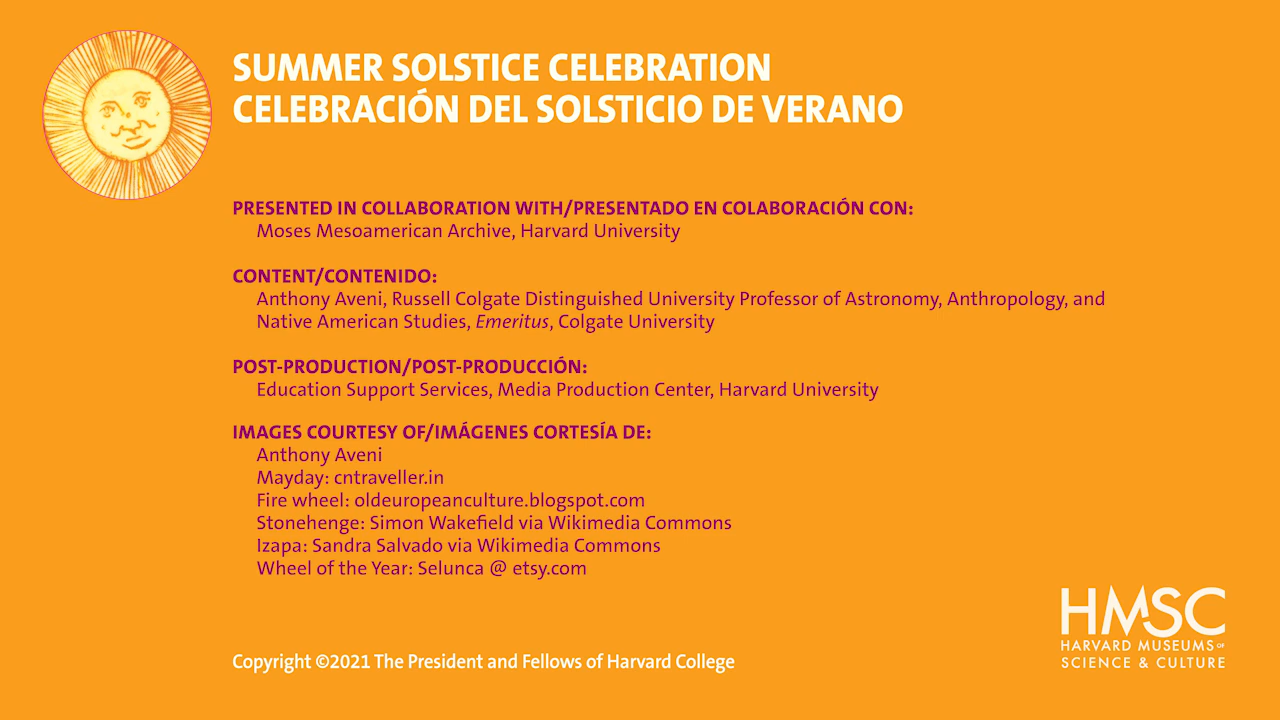 SUMMER SOLSTICE CELEBRATION
CELEBRACIÓN DEL SOLSTICIO DE VERANO
PRESENTED IN COLLABORATION WITH/PRESENTADO EN COLABORACIÓN CON:
Moses Mesoamerican Archive, Harvard University
CONTENT/CONTENIDO:
Anthony Aveni, Russell Colgate Distinguished University Professor of Astronomy, Anthropology, and
Native American Studies, Emeritus, Colgate University
POST-PRODUCTION/POST-PRODUCCIÓN:
Education Support Services, Media Production Center, Harvard University
IMAGES COURTESY OF/IMÁGENES CORTESÍA DE:
Anthony Aveni
Mayday: cntraveller.in
Fire wheel: oldeuropeanculture.blogspot.com
Stonehenge: Simon Wakefield via Wikimedia Commons
Izapa: Sandra Salvado via Wikimedia Commons
Wheel of the Year: Selunca @ etsy.com
Copyright ©2021 The President and Fellows of Harvard College
HMSC
HARVARD MUSEUMS OF
SCIENCE & CULTURE